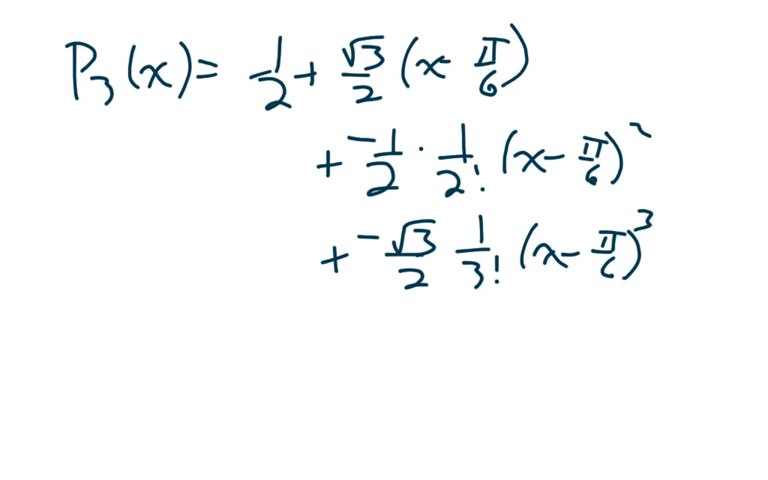 P₃(x) = 1/2 + √3/2 (x - π/6)
+ -1/2 · 1/2! (x - π/6)²
+ -√3/2 1/3! (x - π/6)³